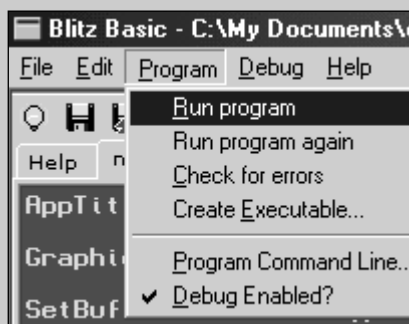 Blitz Basic - C:\My Documents\
File Edit Program Debug Help
Run program
Run program again
Check for errors
Create Executable...
Program Command Line..
Debug Enabled?
Help n
AppTit
Graphi
SetBuf